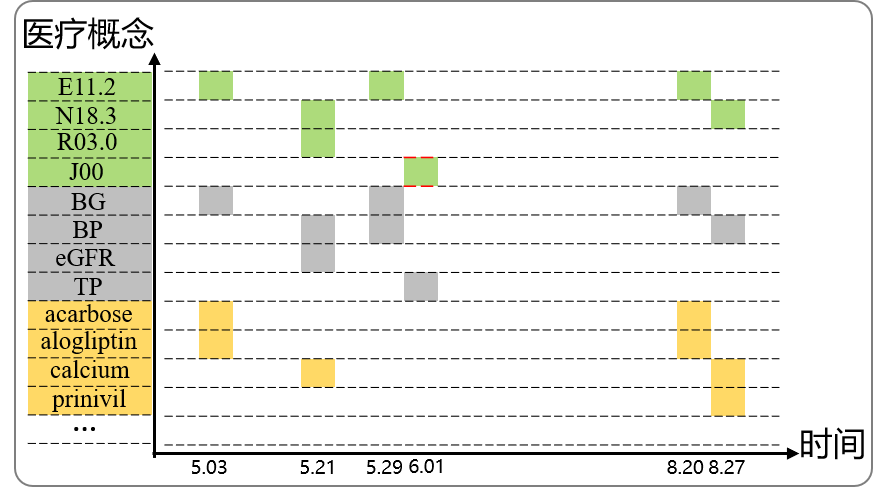 医疗概念
E11.2
N18.3
R03.0
J00
BG
BP
eGFR
TP
acarbose
alogliptin
calcium
prinivil
...
时间
5.03 5.21 5.29 6.01 8.20 8.27